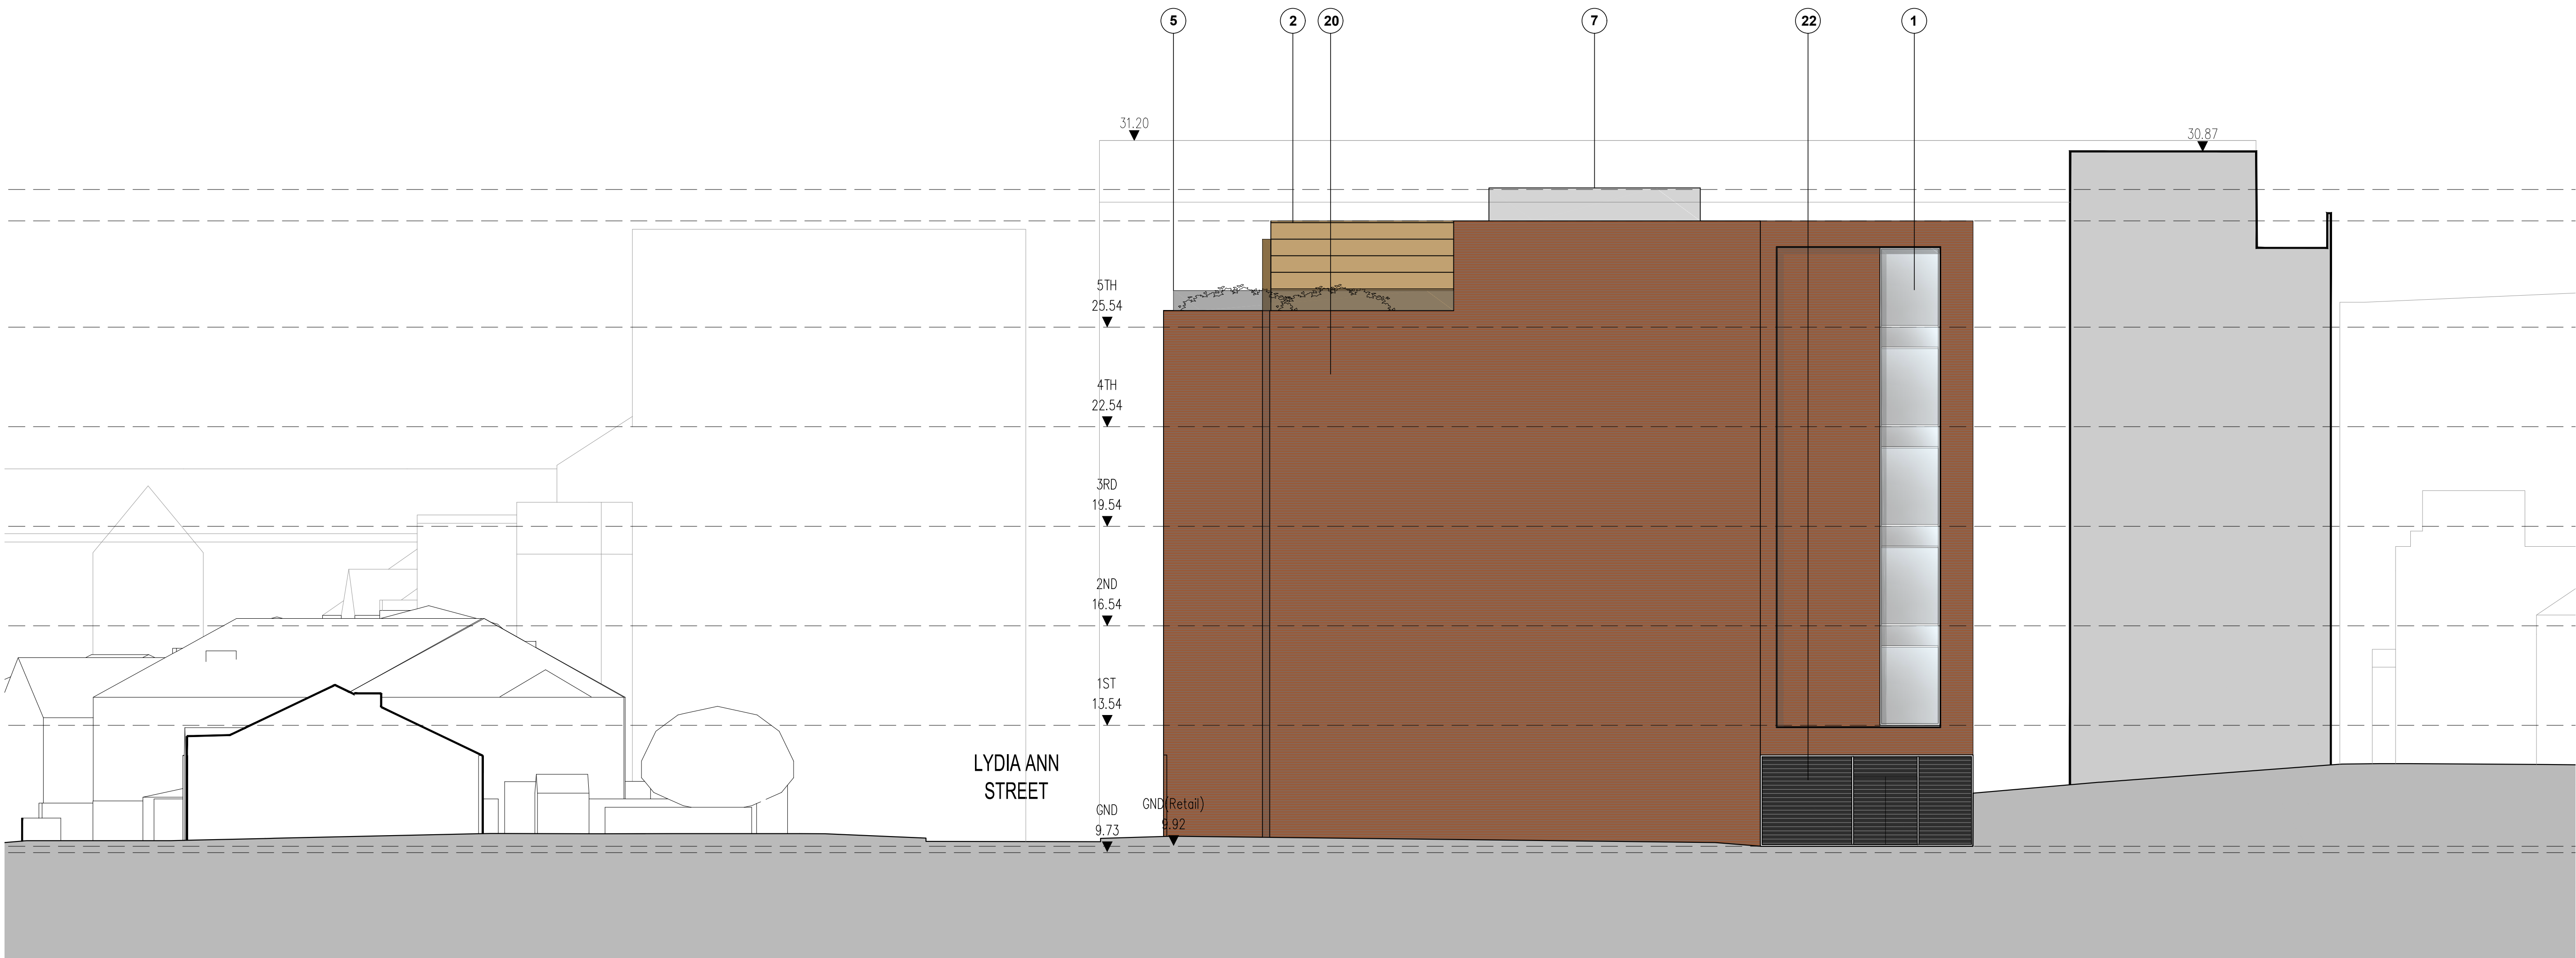 5
2
20
7
22
1
31.20
30.87
5TH
25.54
4TH
22.54
3RD
19.54
2ND
16.54
1ST
13.54
LYDIA ANN
STREET
GND
9.73
GND(Retail)
9.92